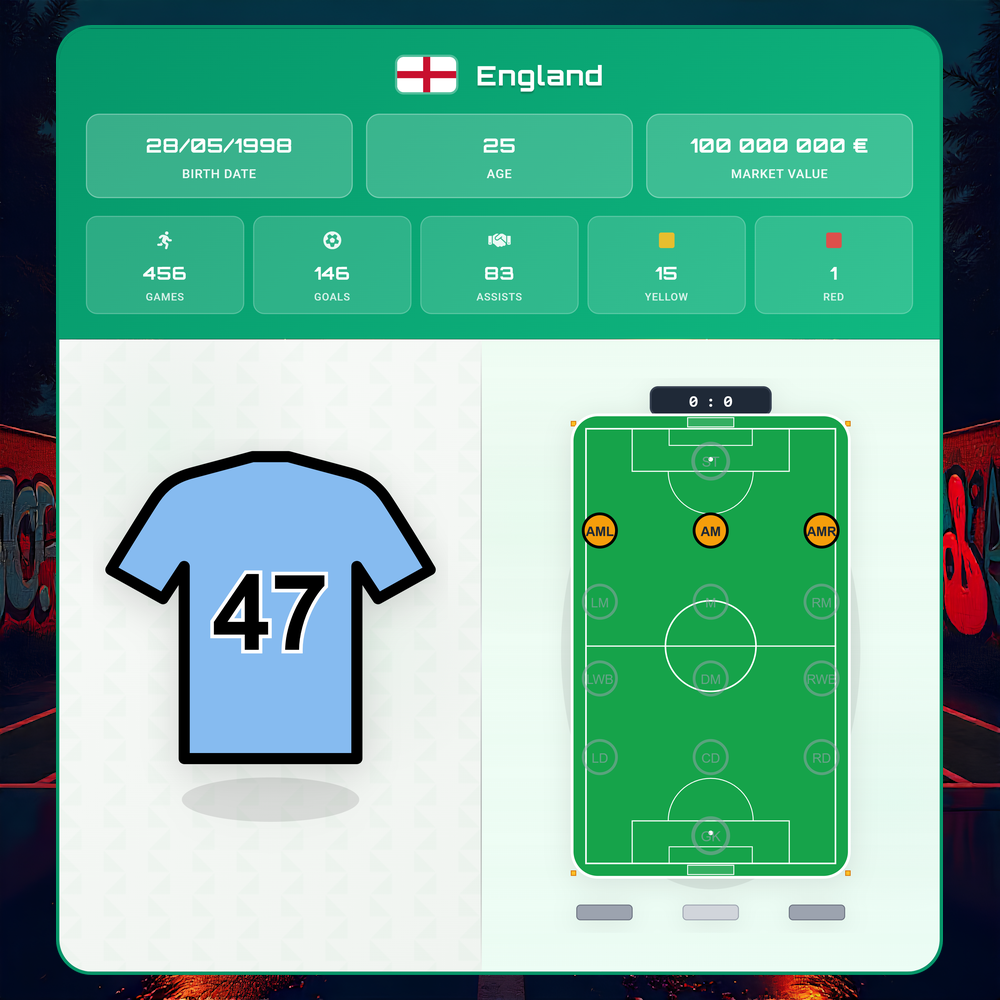 England
28/05/1998 25 100 000 000 €
BIRTH DATE AGE MARKET VALUE
456 146 83 15 1
GAMES GOALS ASSISTS YELLOW RED
0 : 0
ST
AML AM AMR
47
LM M RM
LWB DM RWB
LD CD RD
GK